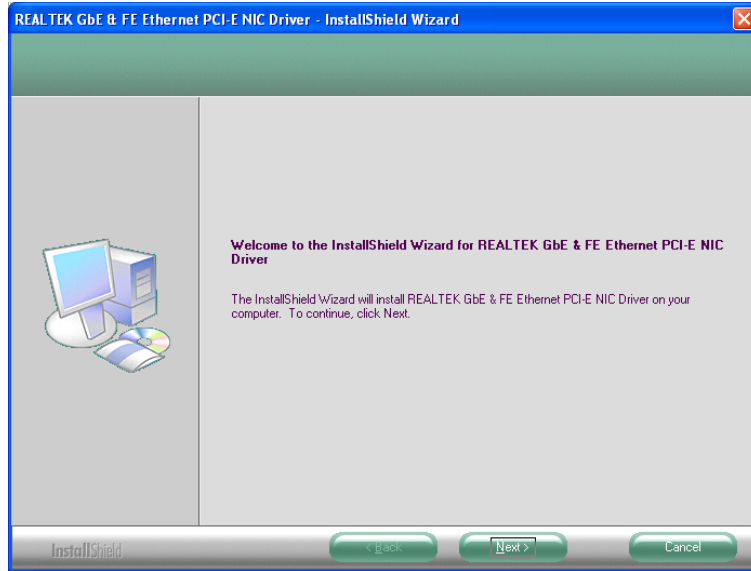 REALTEK GbE & FE Ethernet PCI-E NIC Driver - InstallShield Wizard
Welcome to the InstallShield Wizard for REALTEK GbE & FE Ethernet PCI-E NIC
Driver
The InstallShield Wizard will install REALTEK GbE & FE Ethernet PCI-E NIC Driver on your
computer. To continue, click Next.
InstallShield
< Back
Next >
Cancel